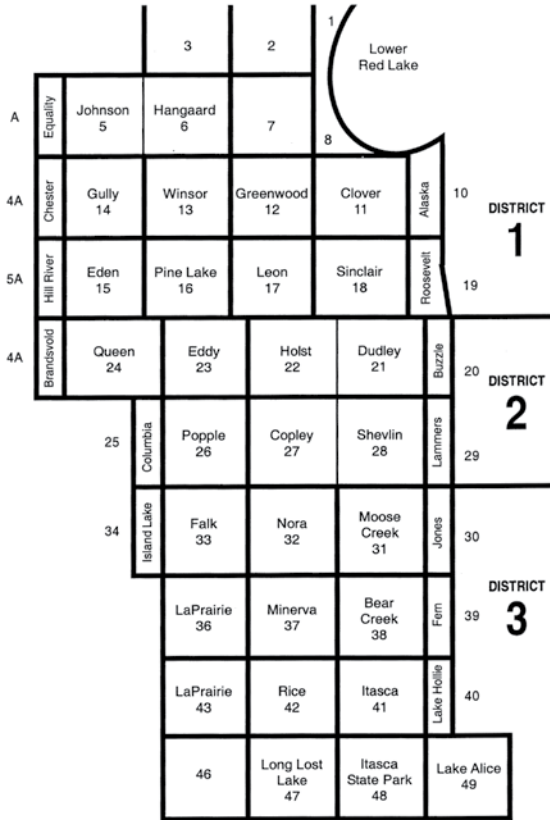 1
3
2
Lower
Red Lake
A
Equality
Johnson
5
Hangaard
6
7
8
4A
Chester
Gully
14
Winsor
13
Greenwood
12
Clover
11
Alaska
10
DISTRICT
1
5A
Hill River
Eden
15
Pine Lake
16
Leon
17
Sinclair
18
Roosevelt
19
4A
Brandsvold
Queen
24
Eddy
23
Holst
22
Dudley
21
Buzzle
20
DISTRICT
2
25
Columbia
Popple
26
Copley
27
Shevlin
28
Lammers
29
34
Island Lake
Falk
33
Nora
32
Moose
Creek
31
Jones
30
DISTRICT
3
LaPrairie
36
Minerva
37
Bear
Creek
38
Fern
39
LaPrairie
43
Rice
42
Itasca
41
Lake Hollie
40
46
Long Lost
Lake
47
Itasca
State Park
48
Lake Alice
49